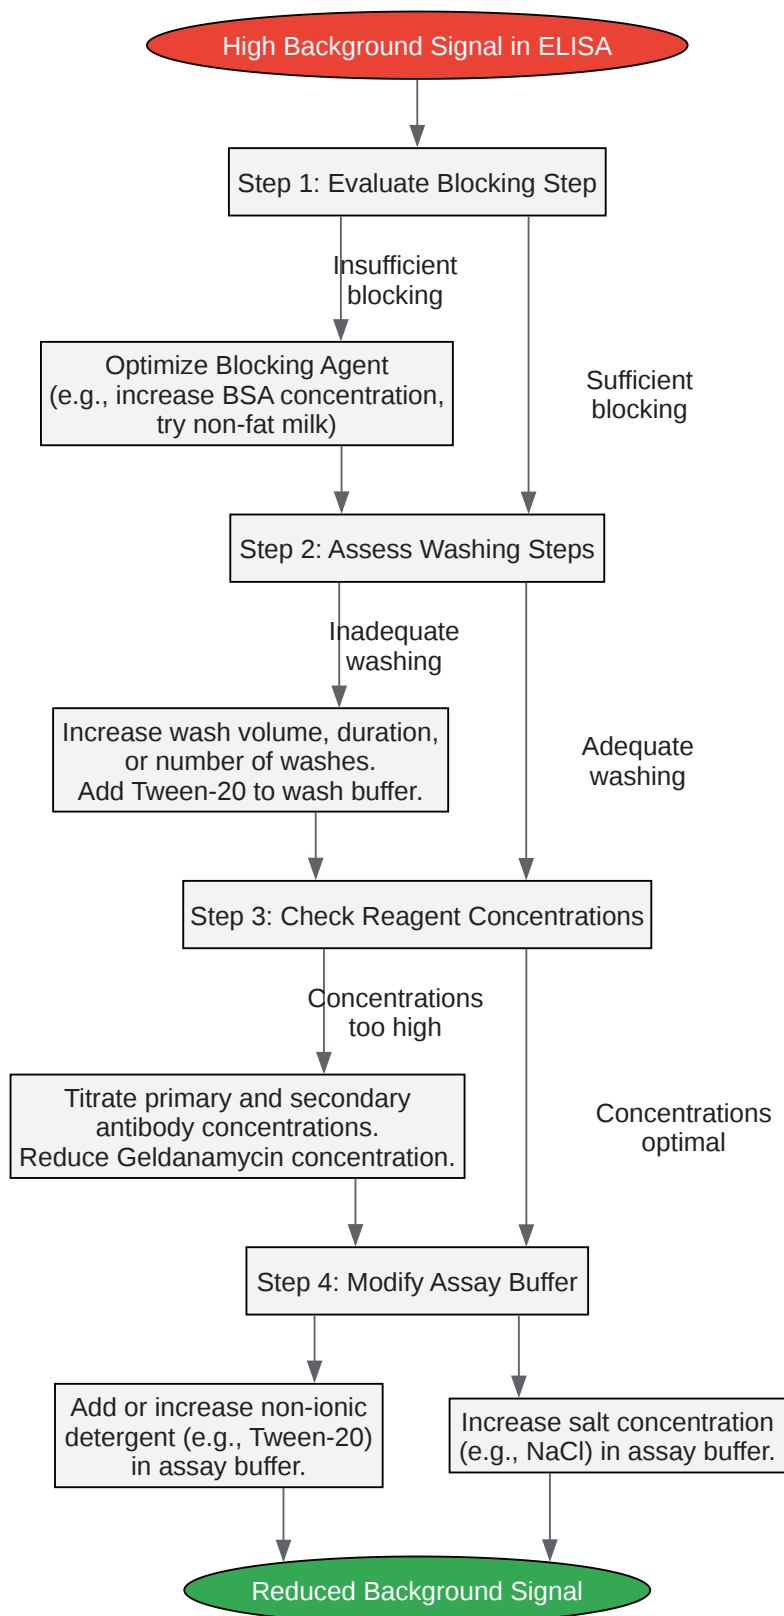 High Background Signal in ELISA
Step 1: Evaluate Blocking Step
Insufficient
blocking
Optimize Blocking Agent
(e.g., increase BSA concentration,
try non-fat milk)
Sufficient
blocking
Step 2: Assess Washing Steps
Inadequate
washing
Increase wash volume, duration,
or number of washes.
Add Tween-20 to wash buffer.
Adequate
washing
Step 3: Check Reagent Concentrations
Concentrations
too high
Titrate primary and secondary
antibody concentrations.
Reduce Geldanamycin concentration.
Concentrations
optimal
Step 4: Modify Assay Buffer
Add or increase non-ionic
detergent (e.g., Tween-20)
in assay buffer.
Increase salt concentration
(e.g., NaCl) in assay buffer.
Reduced Background Signal